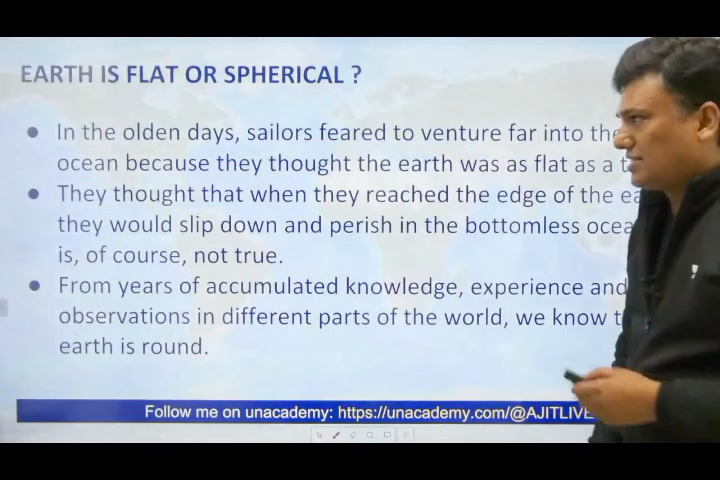 EARTH IS FLAT OR SPHERICAL ?
● In the olden days, sailors feared to venture far into the
ocean because they thought the earth was as flat as a
● They thought that when they reached the edge of the
they would slip down and perish in the bottomless
is, of course, not true.
● From years of accumulated knowledge, experience and
observations in different parts of the world, we know
earth is round.
Follow me on unacademy: https://unacademy.com/@AJITLIVE